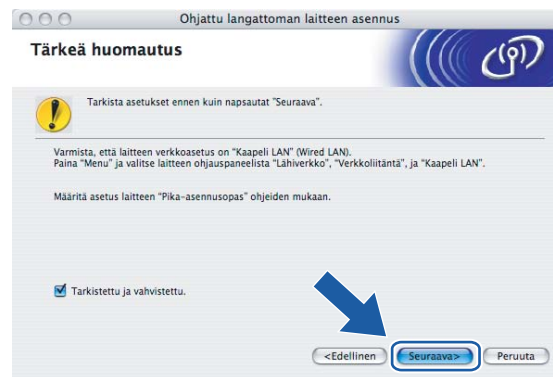 Ohjattu langattoman laitteen asennus
Tärkeä huomautus
Tarkista asetukset ennen kuin napsautat "Seuraava".
Varmista, että laitteen verkkoasetus on "Kaapeli LAN" (Wired LAN).
Paina "Menu" ja valitse laitteen ohjauspaneelista "Lähiverkko", "Verkkoliitäntä", ja "Kaapeli LAN".
Määritä asetus laitteen "Pika-asennusopas" ohjeiden mukaan.
Tarkistettu ja vahvistettu.
<Edellinen Seuraava> Peruuta